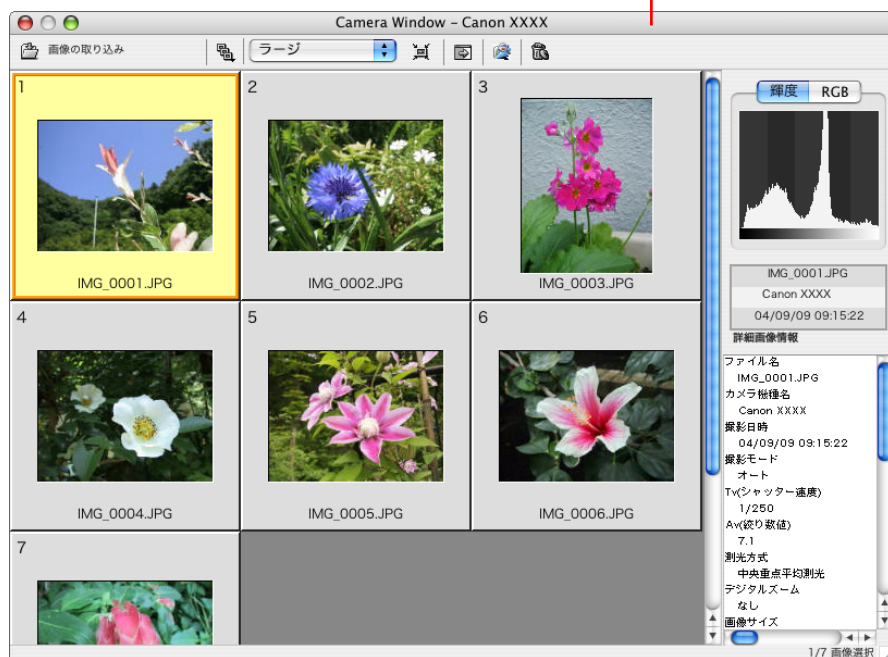 Camera Window – Canon XXXX
画像の取り込み
ラージ
1
2
3
IMG_0001.JPG
IMG_0002.JPG
IMG_0003.JPG
4
5
6
IMG_0004.JPG
IMG_0005.JPG
IMG_0006.JPG
7
輝度 RGB
IMG_0001.JPG
Canon XXXX
04/09/09 09:15:22
詳細画像情報
ファイル名
IMG_0001.JPG
カメラ機種名
Canon XXXX
撮影日時
04/09/09 09:15:22
撮影モード
オート
Tv(シャッター速度)
1/250
Av(絞り数値)
7.1
測光方式
中央重点平均測光
デジタルズーム
なし
画像サイズ
1/7 画像選択